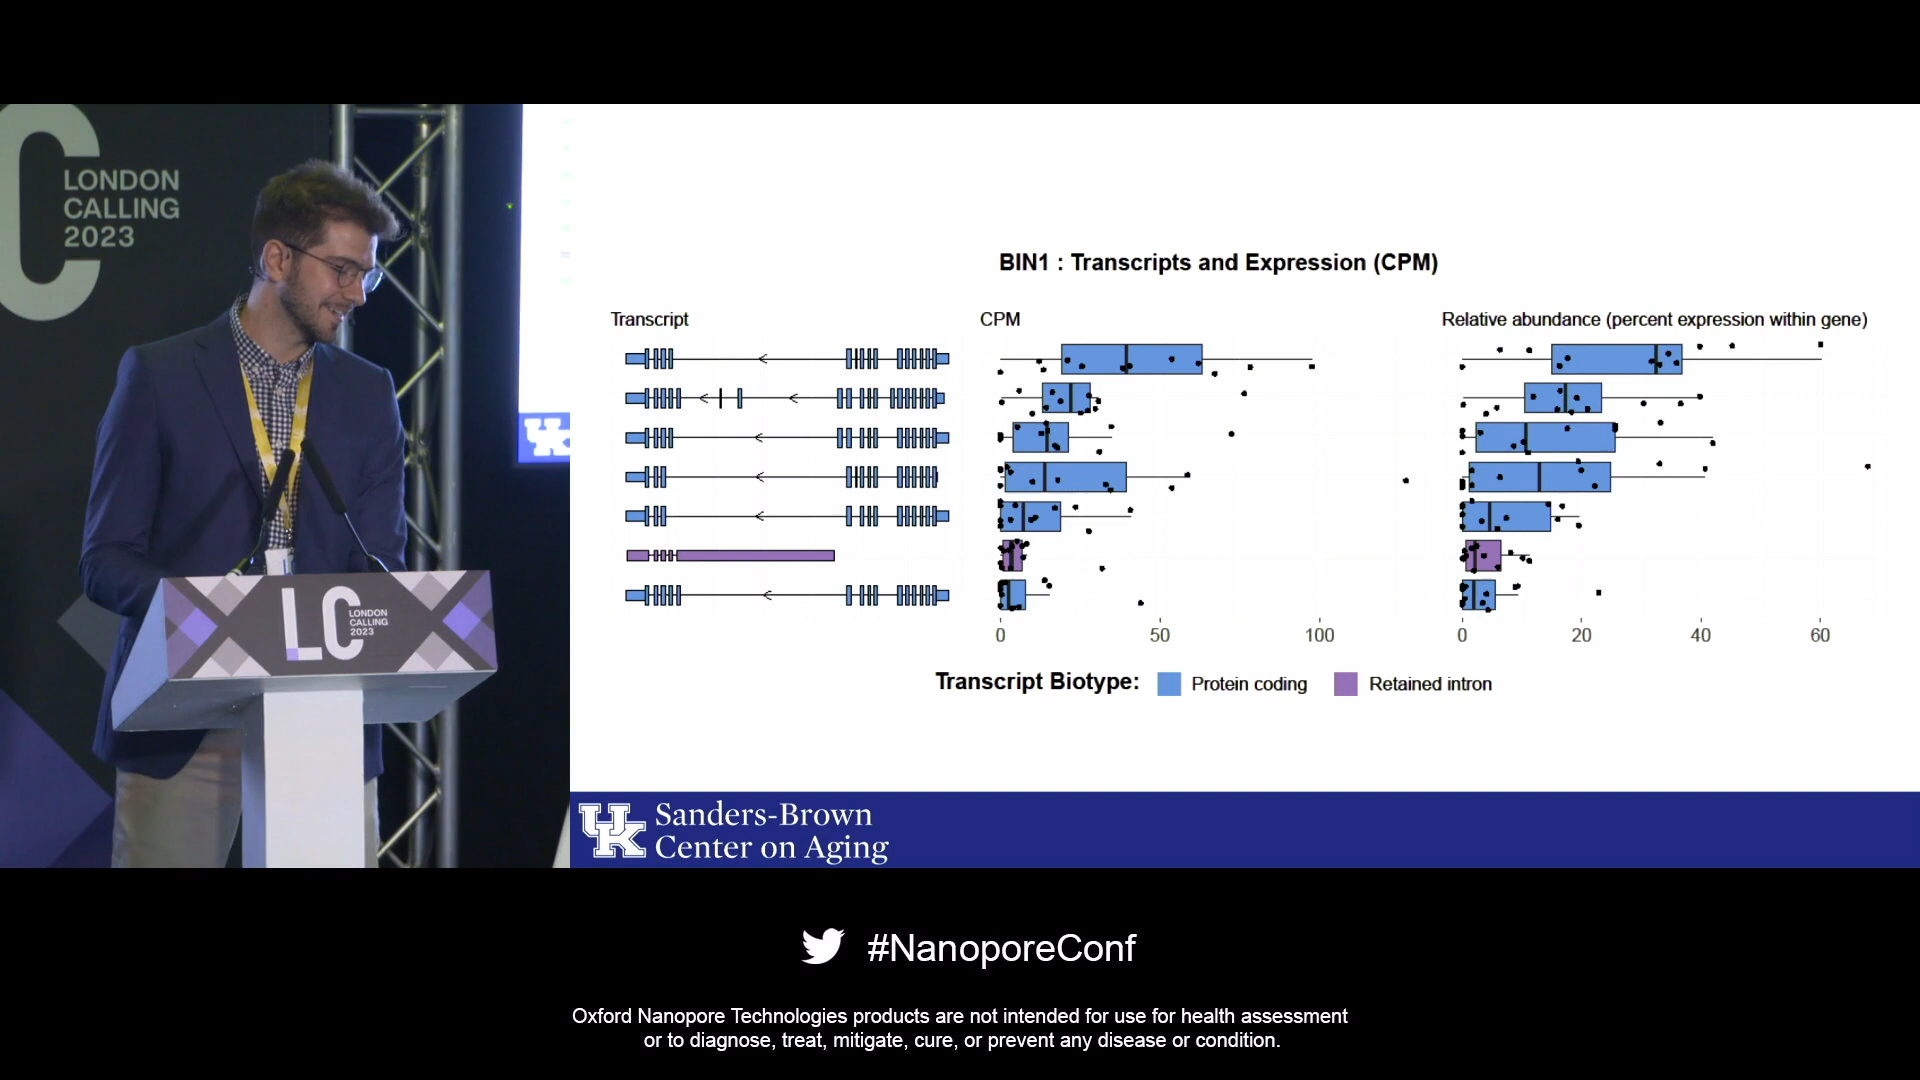 LONDON
CALLING
2023
BIN1 : Transcripts and Expression (CPM)
Transcript
CPM
Relative abundance (percent expression within gene)
0
50
100
0
20
40
60
Transcript Biotype:
Protein coding
Retained intron
LC
LONDON
CALLING
2023
UK
UK
Sanders-Brown
Center on Aging
#NanoporeConf
Oxford Nanopore Technologies products are not intended for use for health assessment
or to diagnose, treat, mitigate, cure, or prevent any disease or condition.